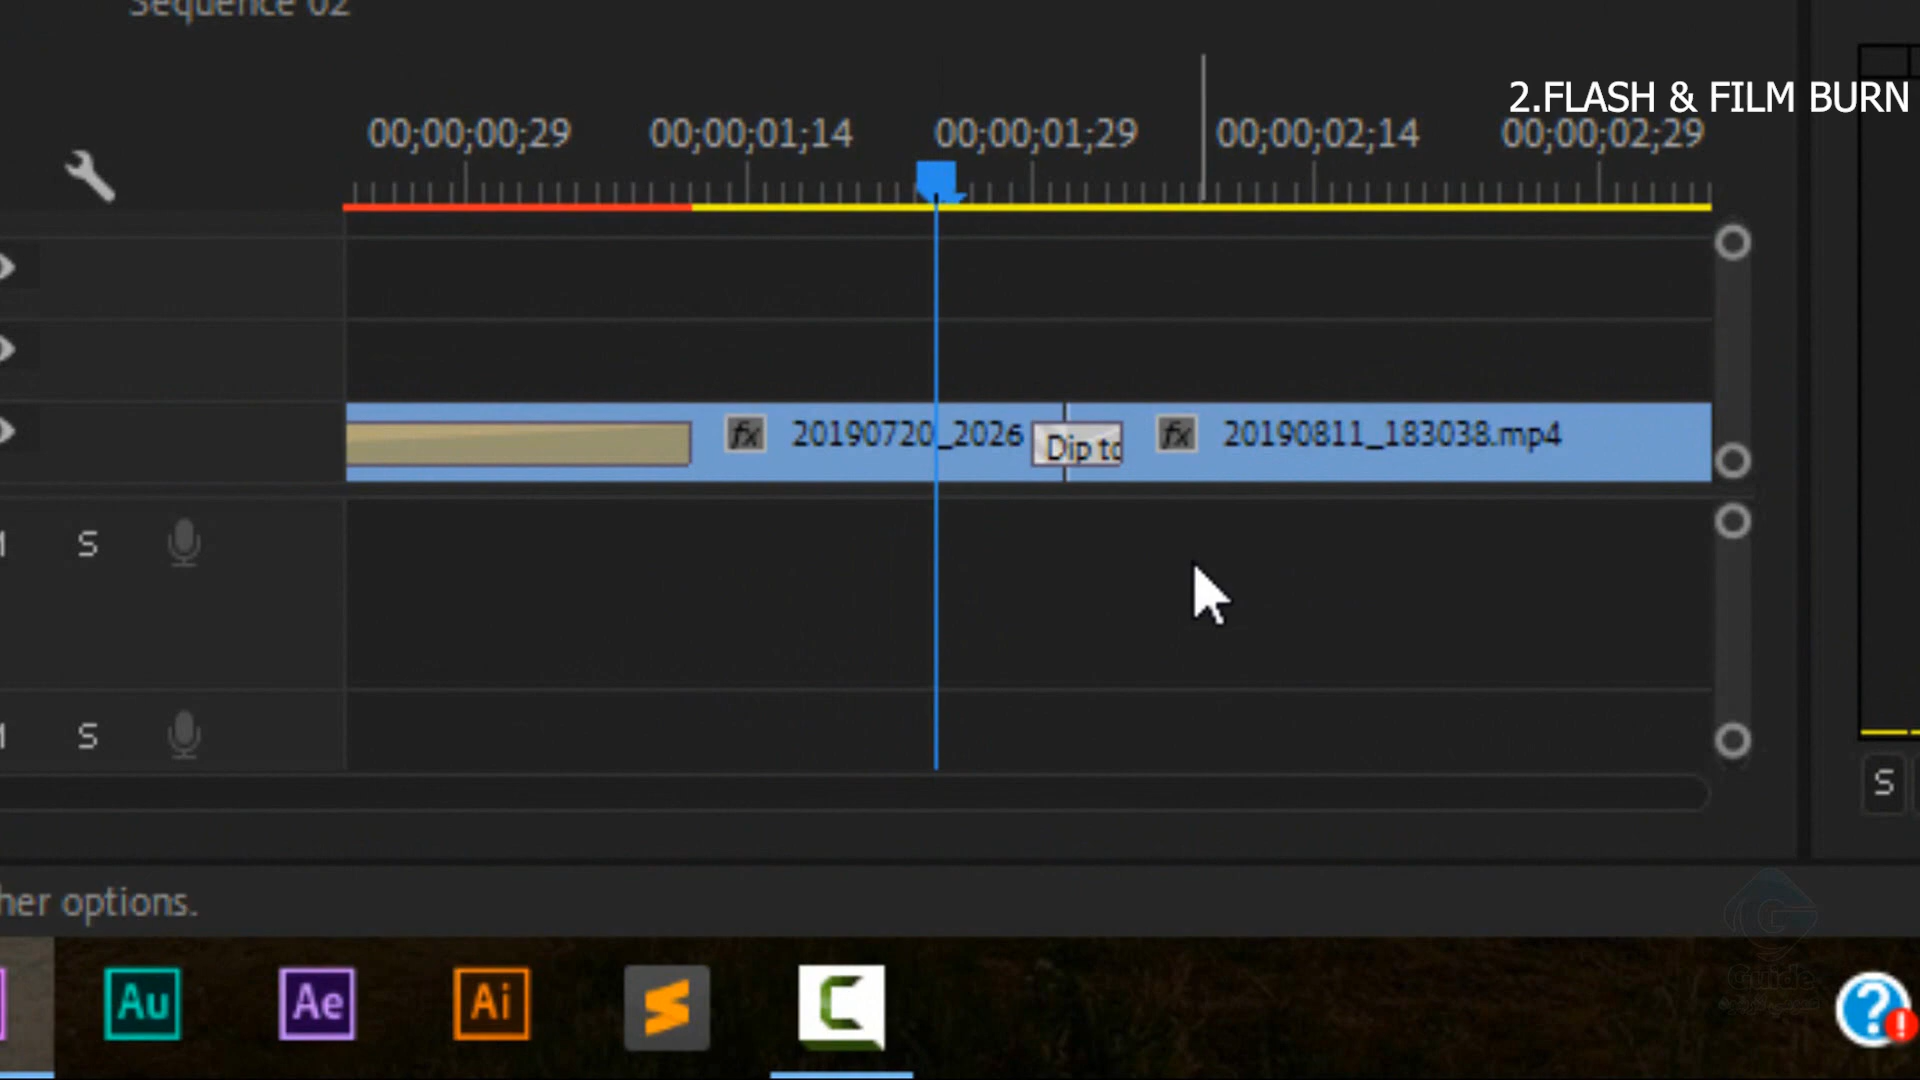 Sequence 02
2.FLASH & FILM BURN
00;00;00;29 00;00;01;14 00;00;01;29 00;00;02;14 00;00;02;29
fx 20190720_2026 Dip to fx 20190811_183038.mp4
M S
M S
S
her options.
Au Ae Ai
Guide